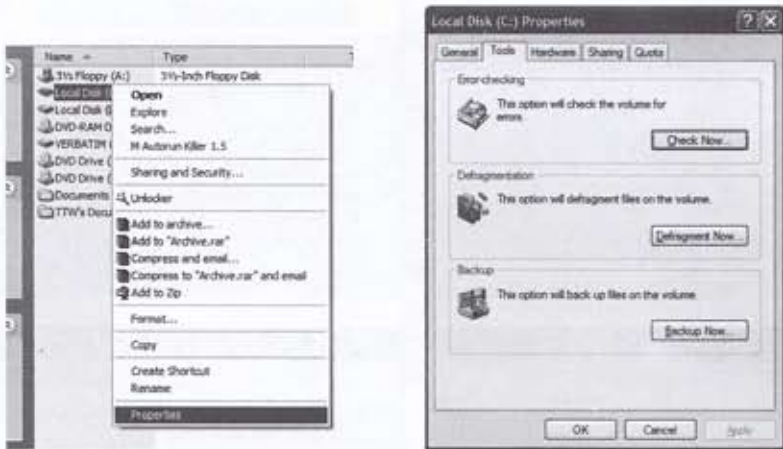 Name Type
3½ Floppy (A:) 3½-Inch Floppy Disk
Local Disk (
Local Disk (
DVD-RAM D
VERBATIM (
DVD Drive (
DVD Drive (
Documents
TTW's Docu
Open
Explore
Search...
M Autorun Killer 1.5
Sharing and Security...
Unlocker
Add to archive...
Add to "Archive.rar"
Compress and email...
Compress to "Archive.rar" and email
Add to Zip
Format...
Copy
Create Shortcut
Rename
Properties
Local Disk (C:) Properties
General Tools Hardware Sharing Quota
Error-checking
This option will check the volume for
errors.
Check Now...
Defragmentation
This option will defragment files on the volume.
Defragment Now...
Backup
This option will back up files on the volume.
Backup Now...
OK Cancel Apply